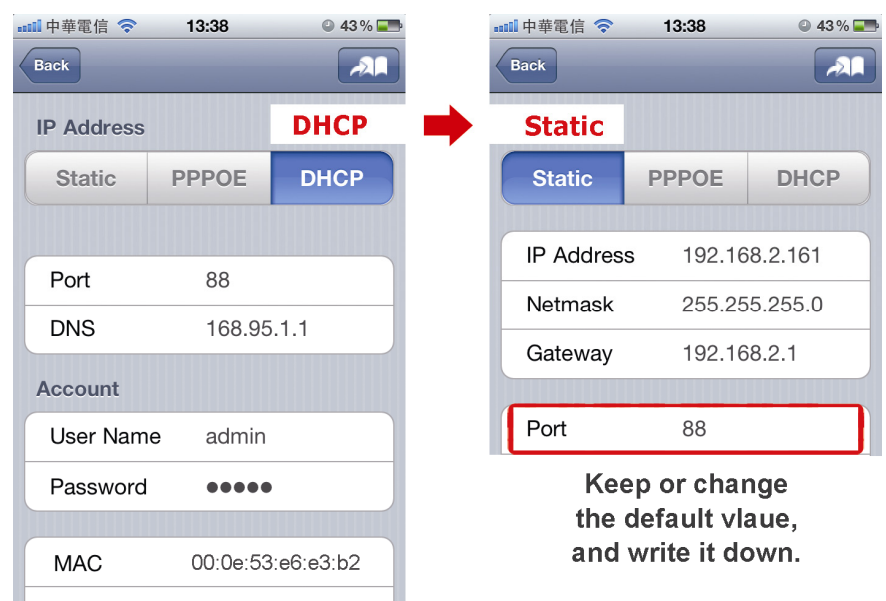 中華電信 13:38 43%
Back
IP Address DHCP
Static PPPOE DHCP
Port 88
DNS 168.95.1.1
Account
User Name admin
Password ●●●●●
MAC 00:0e:53:e6:e3:b2
中華電信 13:38 43%
Back
Static
Static PPPOE DHCP
IP Address 192.168.2.161
Netmask 255.255.255.0
Gateway 192.168.2.1
Port 88
Keep or change
the default vlaue,
and write it down.